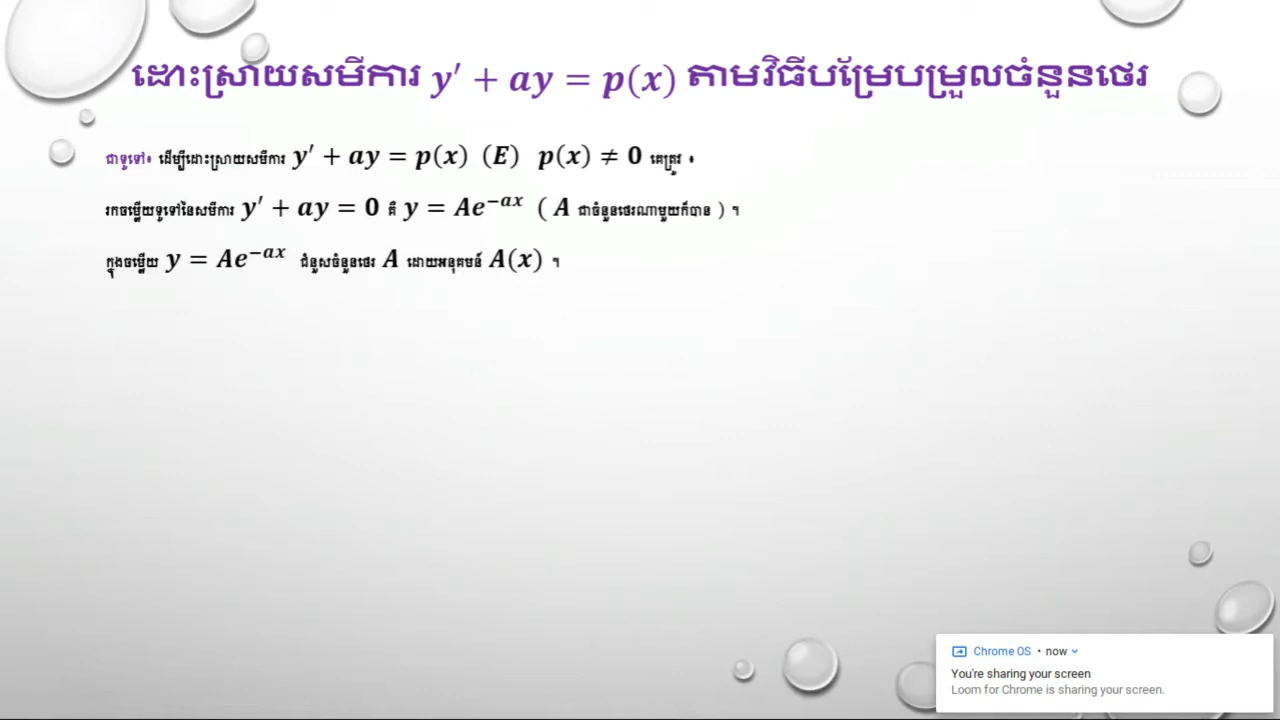 ដោះស្រាយសមីការ y′ + ay = p(x) តាមវិធីបម្រែបម្រួលចំនួនថេរ
ជាទូទៅ៖ ដើម្បីដោះស្រាយសមីការ y′ + ay = p(x) (E) p(x) ≠ 0 គេត្រូវ ៖
រកចម្លើយទូទៅនៃសមីការ y′ + ay = 0 គឺ y = Ae⁻ᵃˣ ( A ជាចំនួនថេរណាមួយក៏បាន ) ។
ក្នុងចម្លើយ y = Ae⁻ᵃˣ ជំនួសចំនួនថេរ A ដោយអនុគមន៍ A(x) ។
Chrome OS • now
You're sharing your screen
Loom for Chrome is sharing your screen.